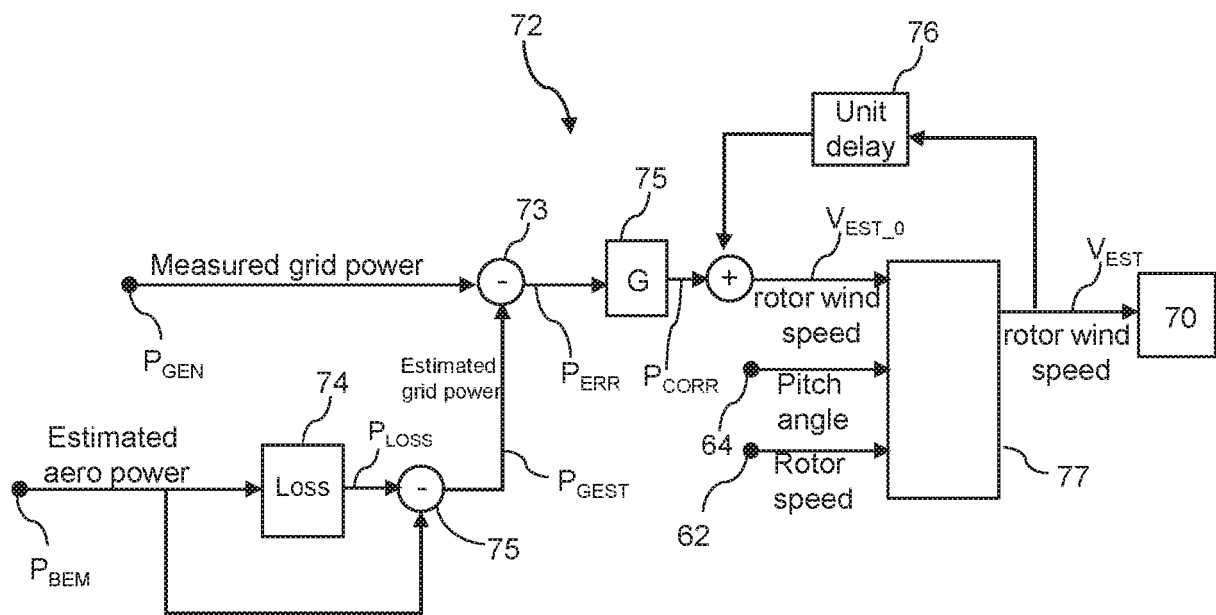 72
76
Unit
delay
75
73
V_EST_0
Measured grid power
-
G
+
rotor wind
speed
V_EST
70
rotor wind
speed
P_GEN
Estimated
grid power
P_ERR
P_CORR
Pitch
angle
64
74
Estimated
aero power
P_LOSS
Loss
-
P_GEST
Rotor
speed
62
77
75
P_BEM